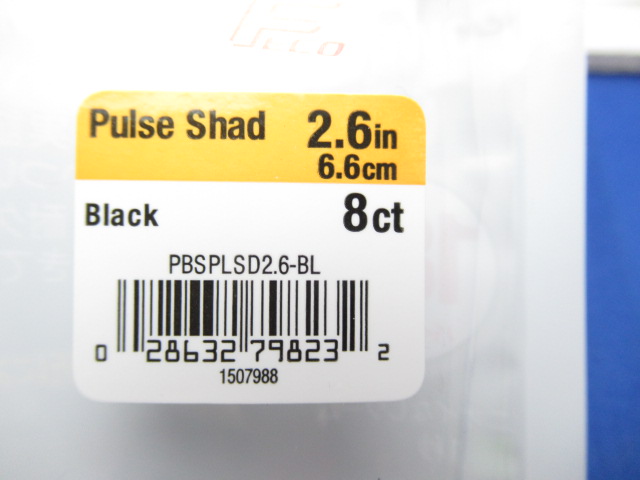 Pulse Shad 2.6in
6.6cm
Black 8ct
PBSPLSD2.6-BL
0 28632 79823 2
1507988